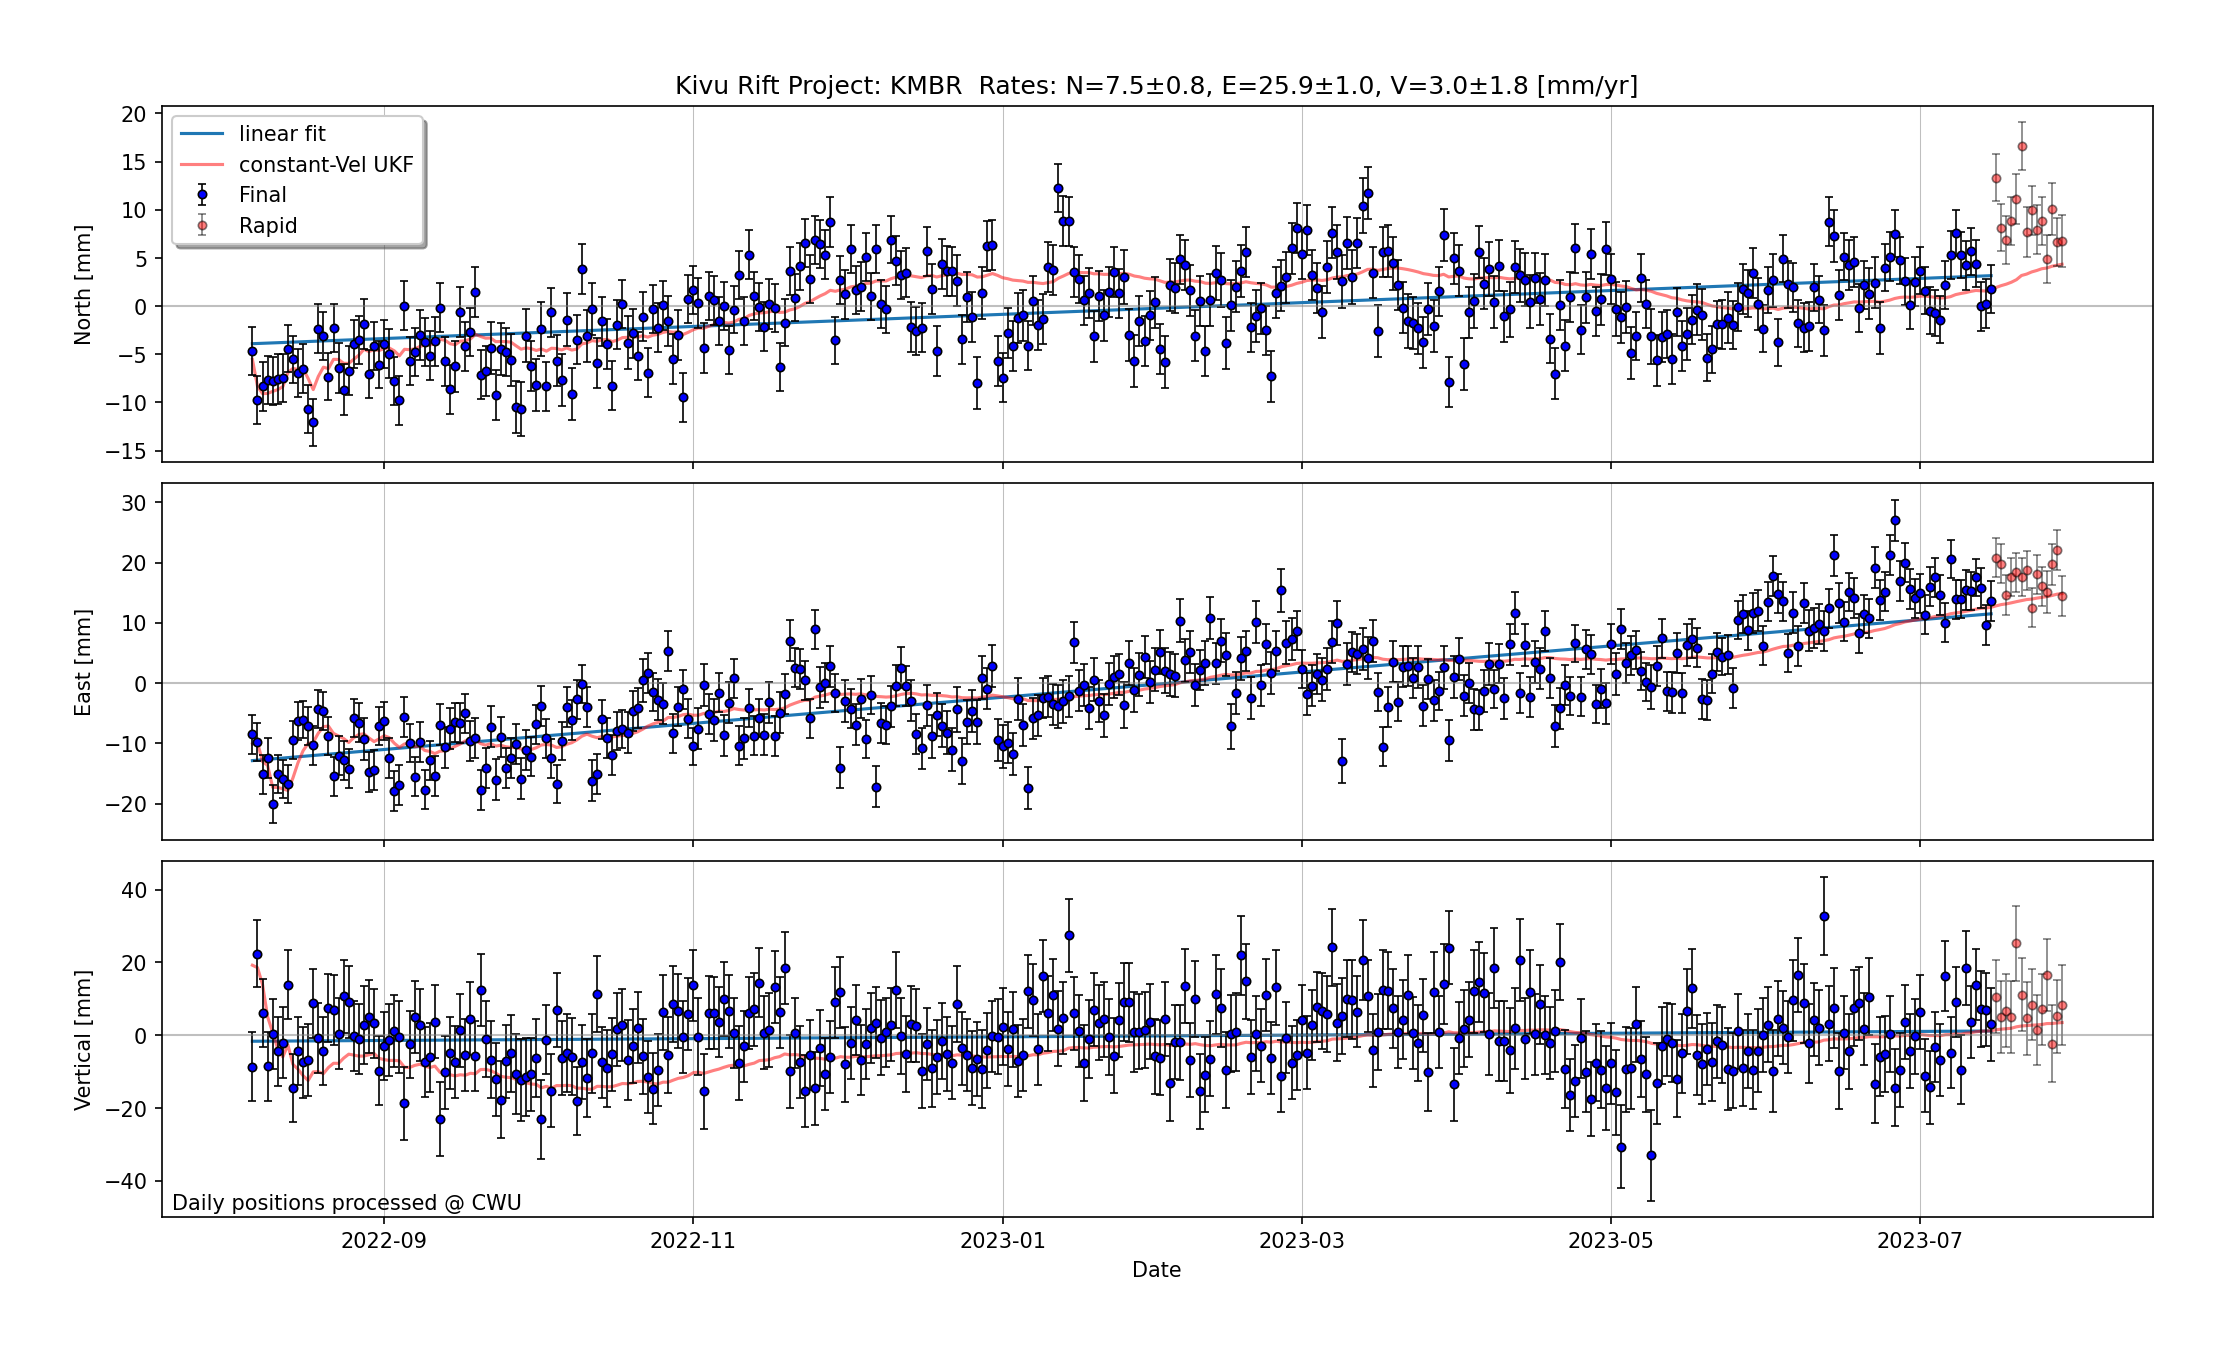 Kivu Rift Project: KMBR  Rates: N=7.5±0.8, E=25.9±1.0, V=3.0±1.8 [mm/yr]
linear fit
constant-Vel UKF
Final
Rapid
North [mm]
20
15
10
5
0
−5
−10
−15
East [mm]
30
20
10
0
−10
−20
Vertical [mm]
40
20
0
−20
−40
Daily positions processed @ CWU
2022-09
2022-11
2023-01
2023-03
2023-05
2023-07
Date